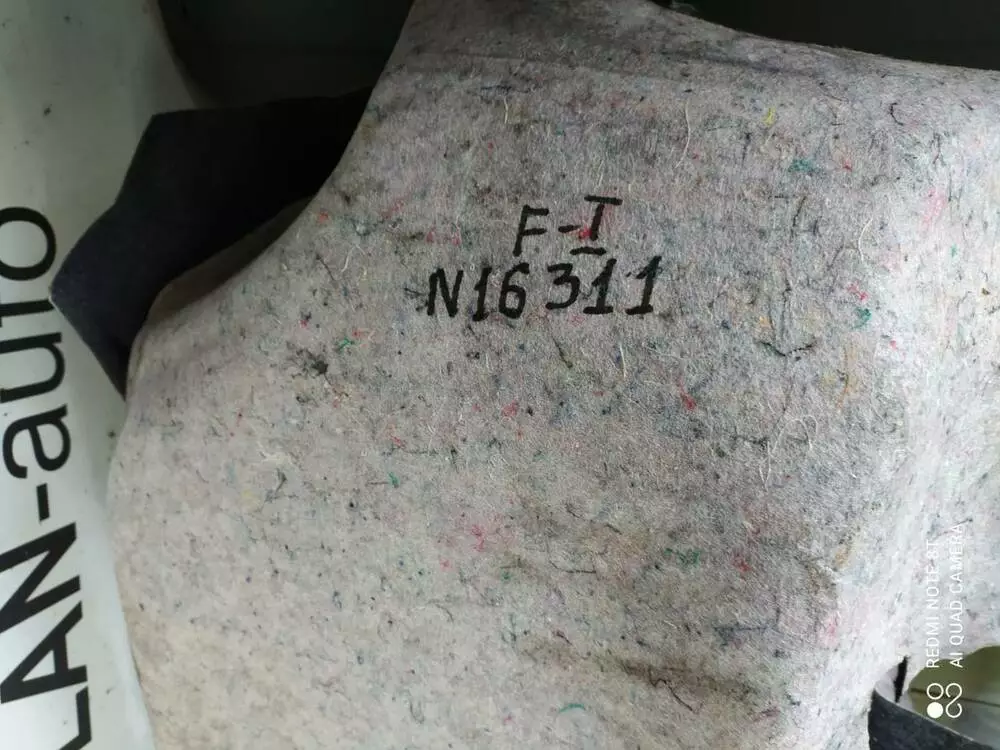 F-I
N16311
LAN-auto
REDMI NOTE 8T
AI QUAD CAMERA